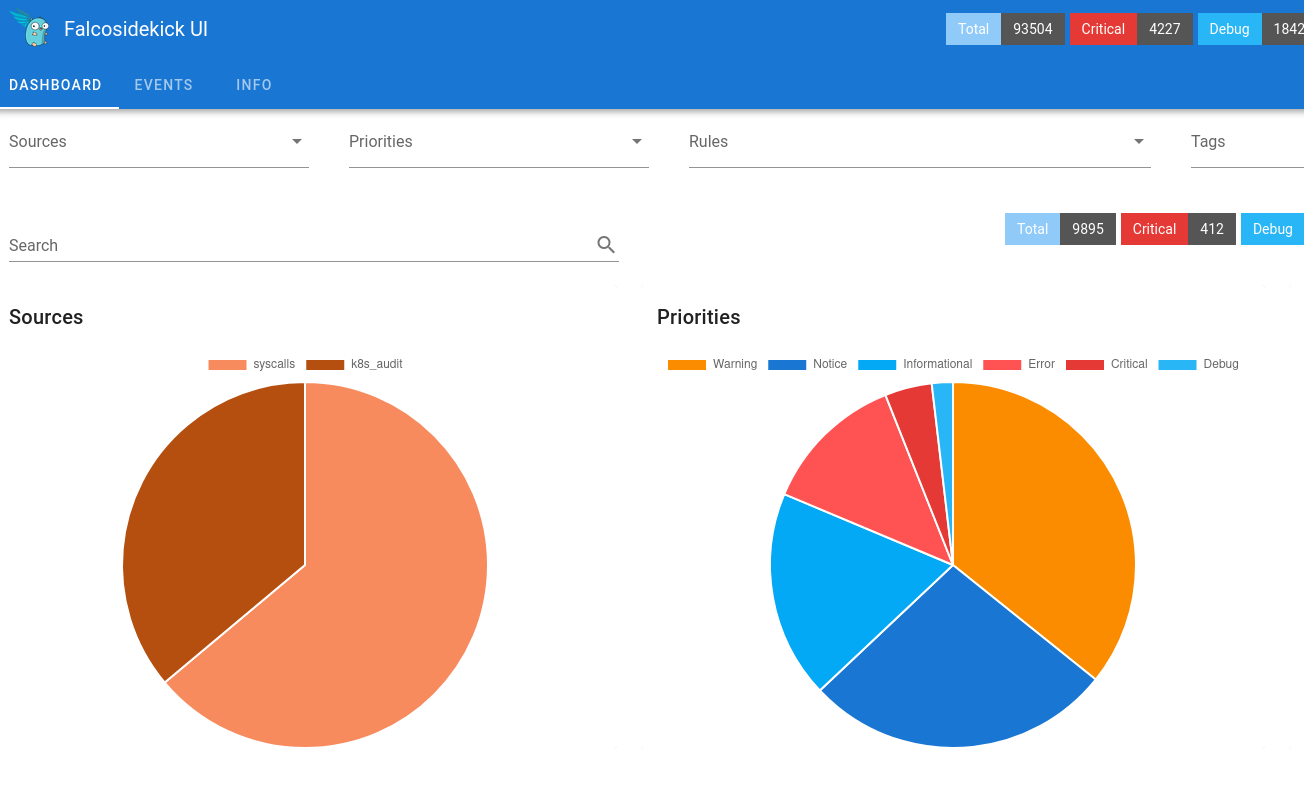 Falcosidekick UI
Total 93504 Critical 4227 Debug 1842
DASHBOARD EVENTS INFO
Sources Priorities Rules Tags
Total 9895 Critical 412 Debug
Search
Sources Priorities
syscalls k8s_audit
Warning Notice Informational Error Critical Debug